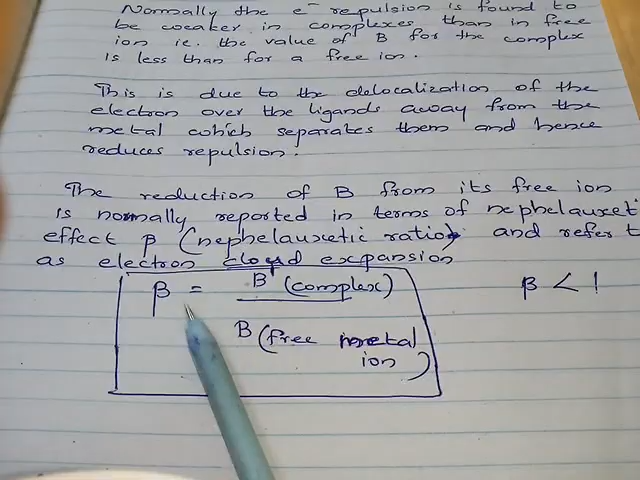 Normally the e⁻ repulsion is found to
be weaker in complexes than in free
ion ie. the value of B for the complex
is less than for a free ion.
This is due to the delocalization of the
electron over the ligands away from the
metal which separates them and hence
reduces repulsion.
The reduction of B from its free ion
is normally reported in terms of nephelauxet
effect β (nephelauxetic ratio) and refer t
as electron cloud expansion
β = B' (complex)
B (free metal
ion)
β < 1